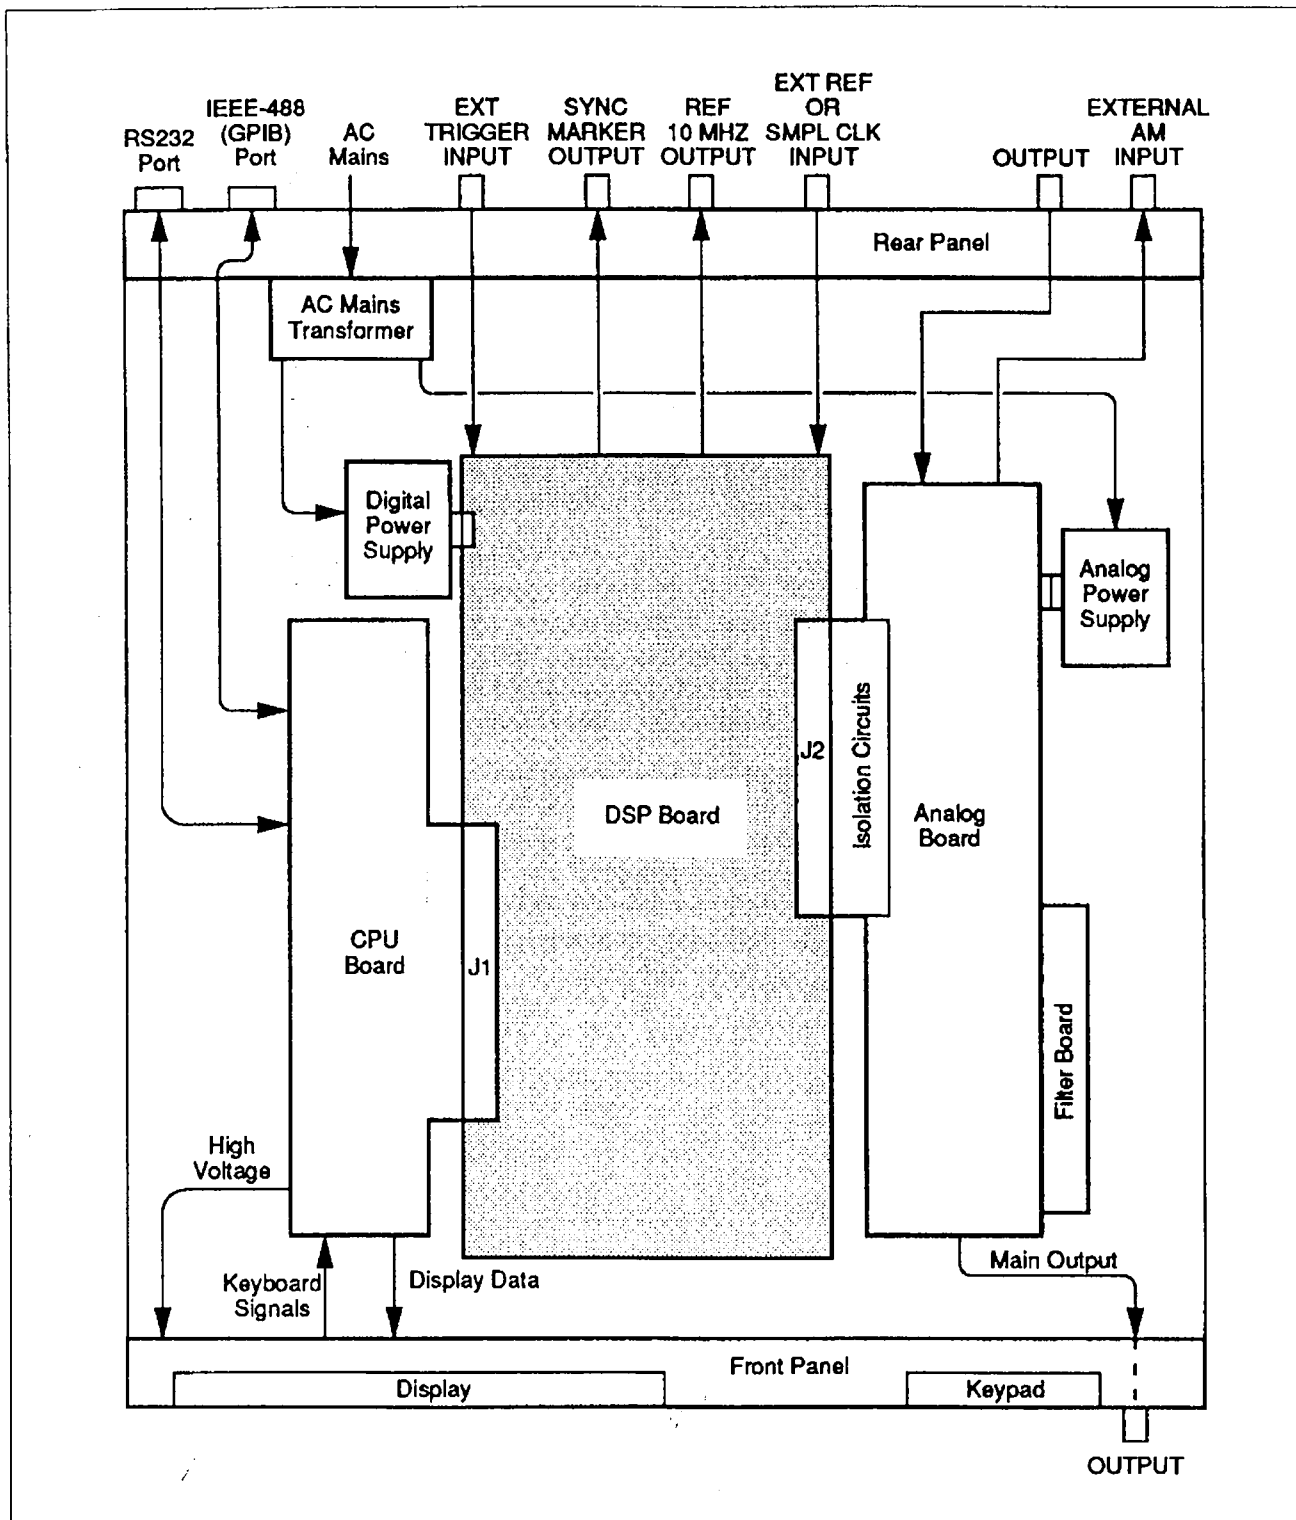 RS232
Port
IEEE-488
(GPIB)
Port
AC
Mains
EXT
TRIGGER
INPUT
SYNC
MARKER
OUTPUT
REF
10 MHZ
OUTPUT
EXT REF
OR
SMPL CLK
INPUT
OUTPUT
EXTERNAL
AM
INPUT
Rear Panel
AC Mains
Transformer
Digital
Power
Supply
Analog
Power
Supply
J2
Isolation Circuits
DSP Board
Analog
Board
CPU
Board
J1
Filter Board
High
Voltage
Keyboard
Signals
Display Data
Main Output
Front Panel
Display
Keypad
OUTPUT